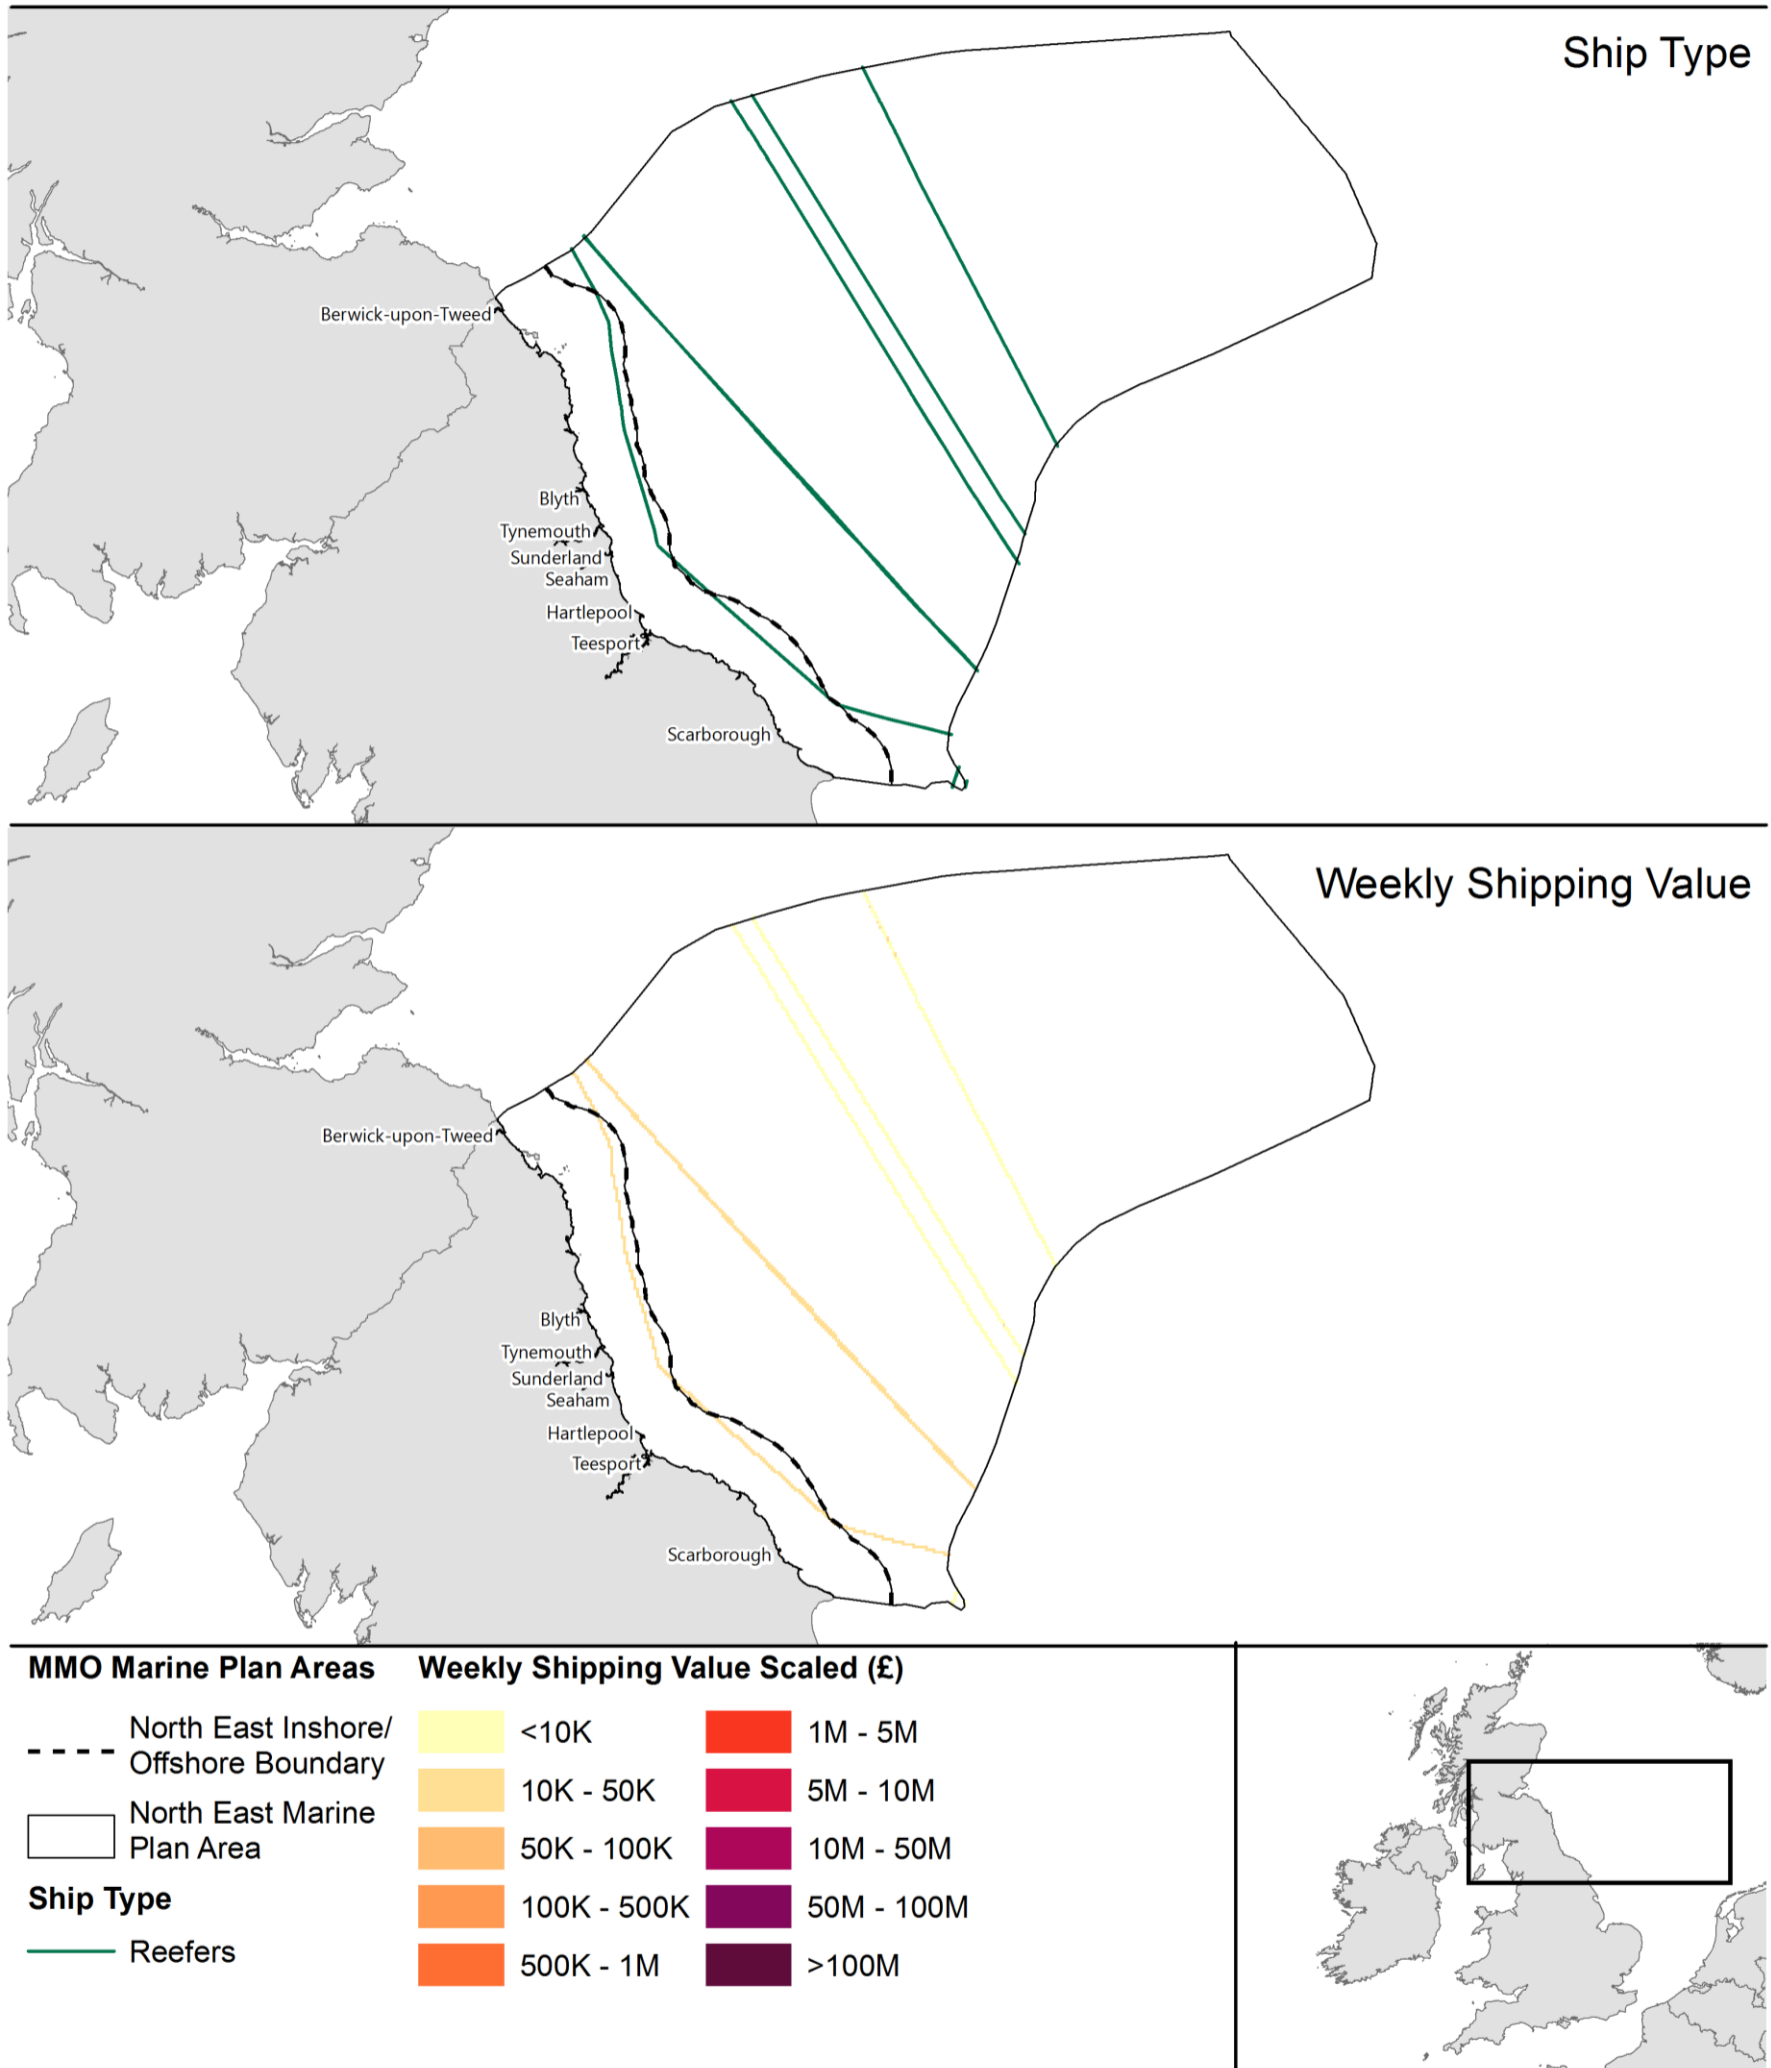 Ship Type
Berwick-upon-Tweed
Blyth
Tynemouth
Sunderland
Seaham
Hartlepool
Teesport
Scarborough
Weekly Shipping Value
Berwick-upon-Tweed
Blyth
Tynemouth
Sunderland
Seaham
Hartlepool
Teesport
Scarborough
MMO Marine Plan Areas
North East Inshore/
Offshore Boundary
North East Marine
Plan Area
Ship Type
Reefers
Weekly Shipping Value Scaled (£)
<10K
10K - 50K
50K - 100K
100K - 500K
500K - 1M
1M - 5M
5M - 10M
10M - 50M
50M - 100M
>100M